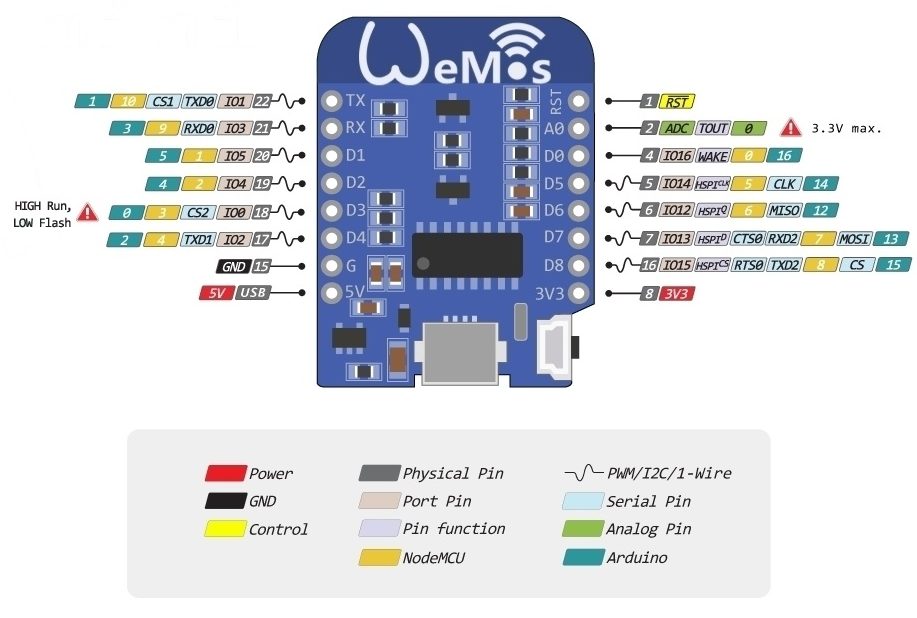 WeMos
1 10 CS1 TXD0 IO1 22 TX RST 1 RST
3 9 RXD0 IO3 21 RX A0 2 ADC TOUT 0 3.3V max.
5 1 IO5 20 D1 D0 4 IO16 WAKE 0 16
4 2 IO4 19 D2 D5 5 IO14 HSPICLK 5 CLK 14
HIGH Run,
LOW Flash
0 3 CS2 IO0 18 D3 D6 6 IO12 HSPIQ 6 MISO 12
2 4 TXD1 IO2 17 D4 D7 7 IO13 HSPID CTS0 RXD2 7 MOSI 13
GND 15 G D8 16 IO15 HSPICS RTS0 TXD2 8 CS 15
5V USB 5V 3V3 8 3V3
Power Physical Pin PWM/I2C/1-Wire
GND Port Pin Serial Pin
Control Pin function Analog Pin
NodeMCU Arduino